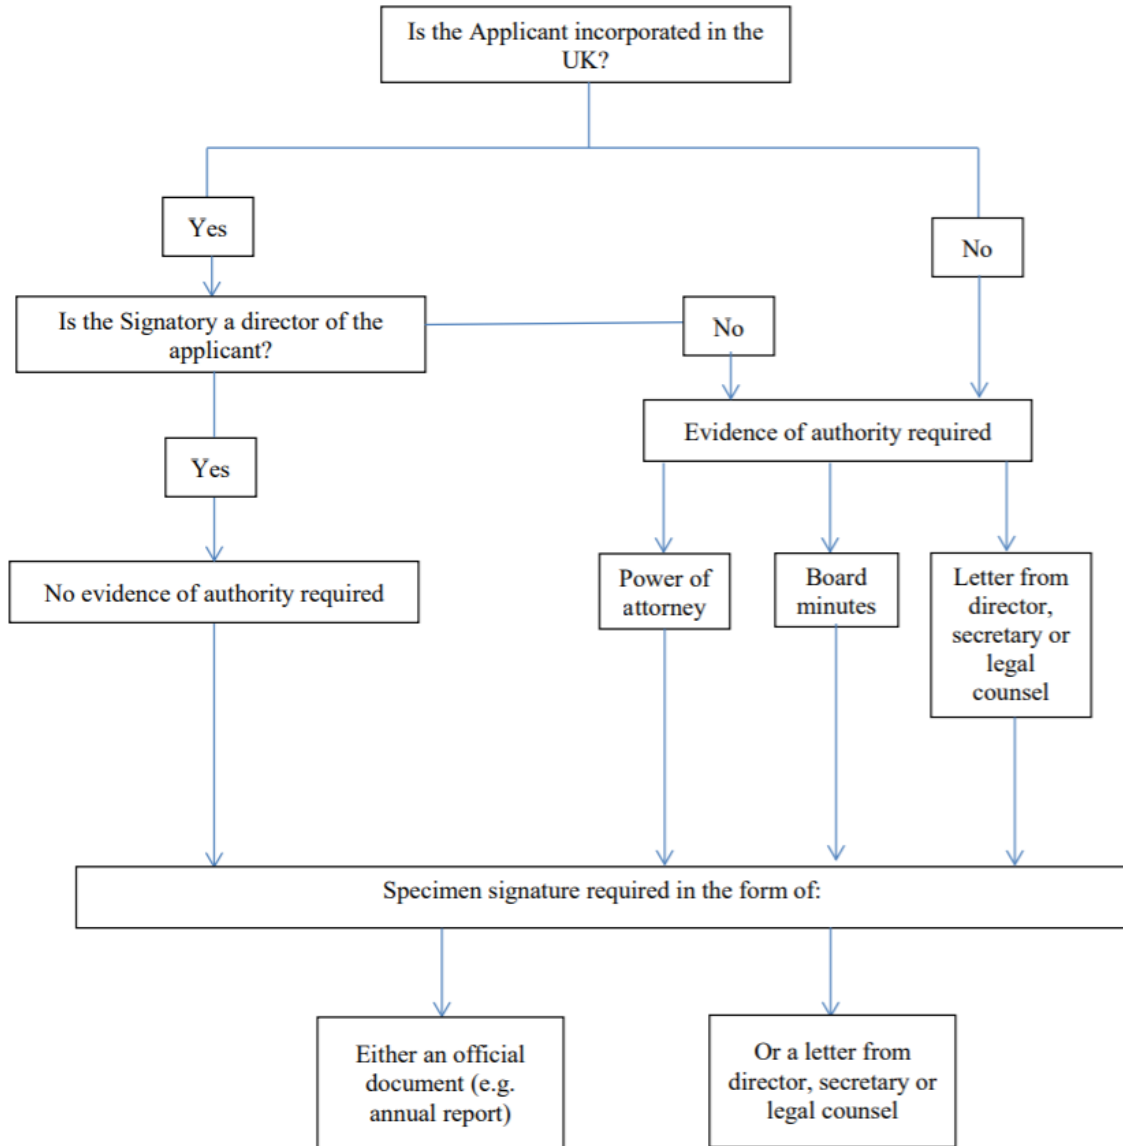 Is the Applicant incorporated in the
UK?
Yes
No
Is the Signatory a director of the
applicant?
No
Evidence of authority required
Yes
No evidence of authority required
Power of
attorney
Board
minutes
Letter from
director,
secretary or
legal
counsel
Specimen signature required in the form of:
Either an official
document (e.g.
annual report)
Or a letter from
director, secretary or
legal counsel